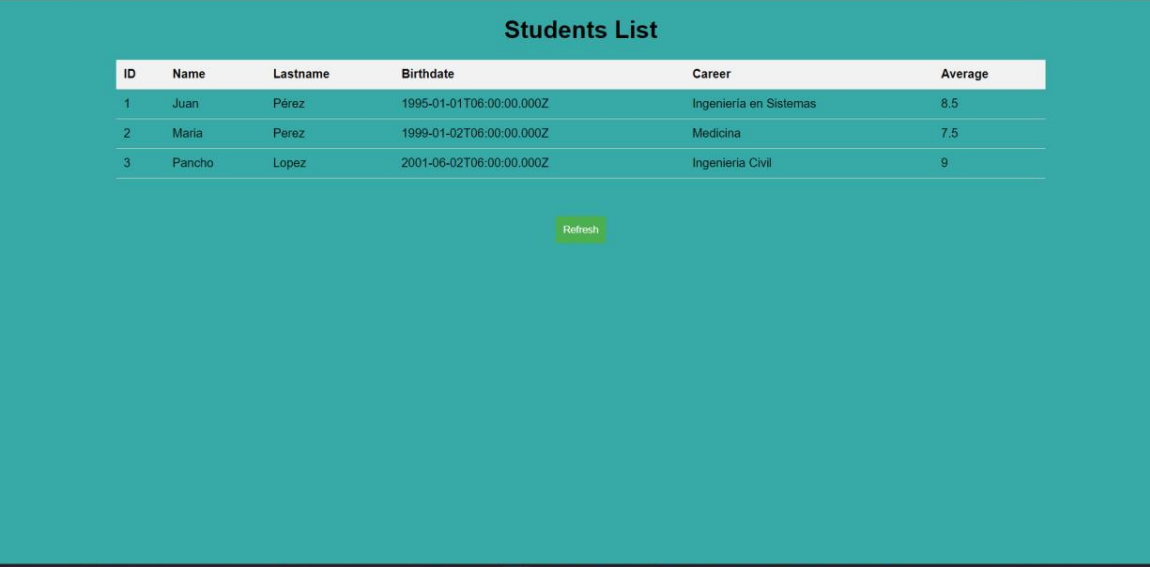 Students List
ID Name Lastname Birthdate Career Average
1 Juan Pérez 1995-01-01T06:00:00.000Z Ingeniería en Sistemas 8.5
2 Maria Perez 1999-01-02T06:00:00.000Z Medicina 7.5
3 Pancho Lopez 2001-06-02T06:00:00.000Z Ingenieria Civil 9
Refresh